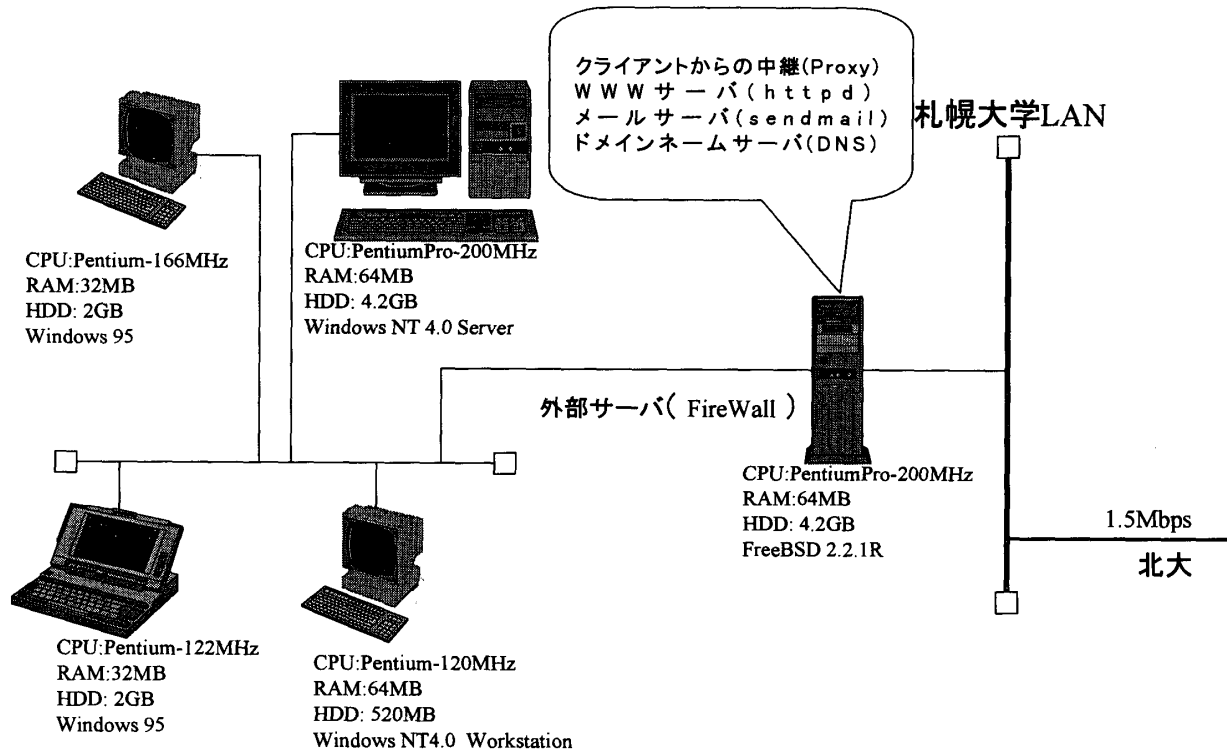 クライアントからの中継(Proxy)
WWWサーバ(httpd)
メールサーバ(sendmail)
ドメインネームサーバ(DNS)
札幌大学LAN
CPU:Pentium-166MHz
RAM:32MB
HDD: 2GB
Windows 95
CPU:PentiumPro-200MHz
RAM:64MB
HDD: 4.2GB
Windows NT 4.0 Server
外部サーバ( FireWall )
CPU:PentiumPro-200MHz
RAM:64MB
HDD: 4.2GB
FreeBSD 2.2.1R
1.5Mbps
北大
CPU:Pentium-122MHz
RAM:32MB
HDD: 2GB
Windows 95
CPU:Pentium-120MHz
RAM:64MB
HDD: 520MB
Windows NT4.0 Workstation